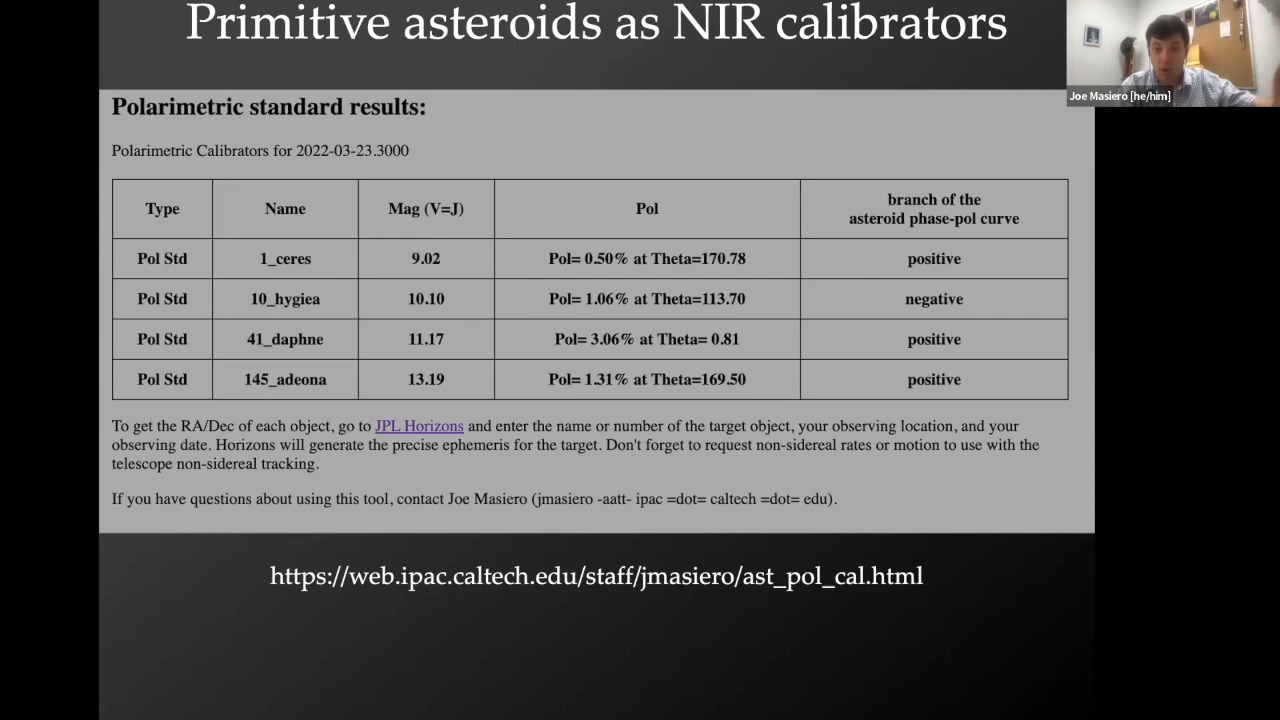 Primitive asteroids as NIR calibrators
Joe Masiero [he/him]
Polarimetric standard results:
Polarimetric Calibrators for 2022-03-23.3000
Type Name Mag (V=J) Pol branch of the
asteroid phase-pol curve
Pol Std 1_ceres 9.02 Pol= 0.50% at Theta=170.78 positive
Pol Std 10_hygiea 10.10 Pol= 1.06% at Theta=113.70 negative
Pol Std 41_daphne 11.17 Pol= 3.06% at Theta= 0.81 positive
Pol Std 145_adeona 13.19 Pol= 1.31% at Theta=169.50 positive
To get the RA/Dec of each object, go to JPL Horizons and enter the name or number of the target object, your observing location, and your
observing date. Horizons will generate the precise ephemeris for the target. Don't forget to request non-sidereal rates or motion to use with the
telescope non-sidereal tracking.
If you have questions about using this tool, contact Joe Masiero (jmasiero -aatt- ipac =dot= caltech =dot= edu).
https://web.ipac.caltech.edu/staff/jmasiero/ast_pol_cal.html